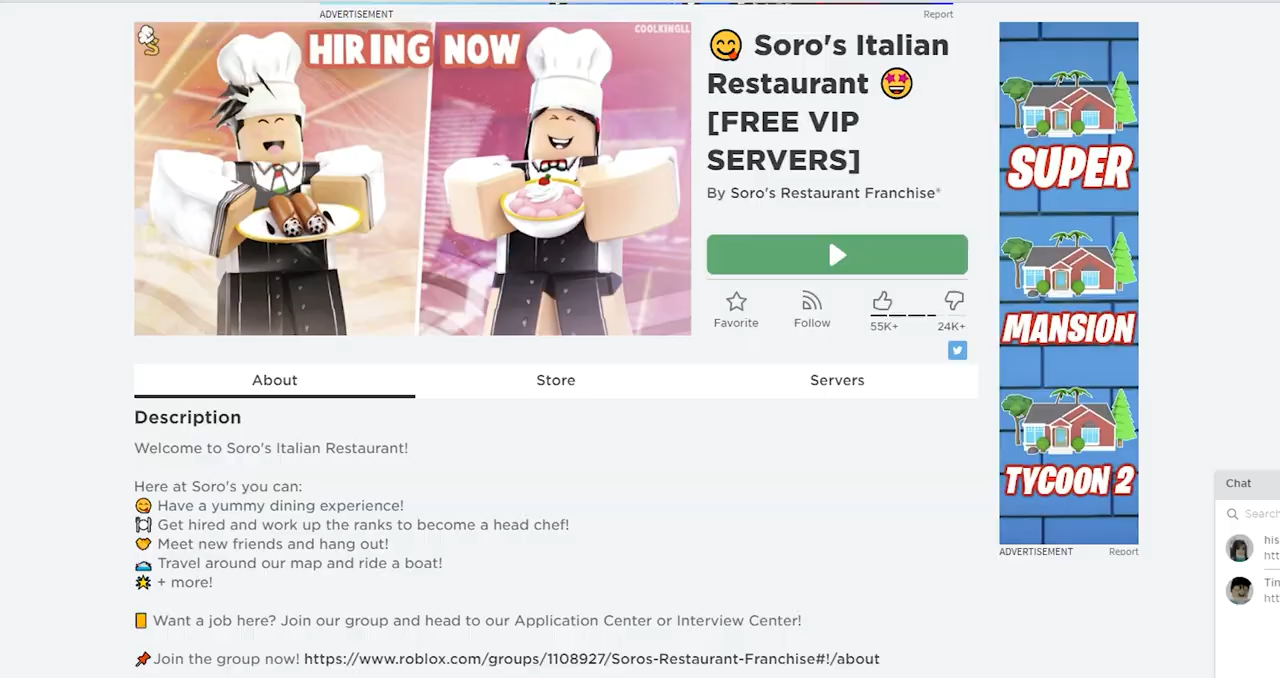 ADVERTISEMENT
Report
HIRING NOW
COOLKINGLL
S
😋 Soro's Italian
Restaurant 🤩
[FREE VIP
SERVERS]
By Soro's Restaurant Franchise®
Favorite
Follow
55K+
24K+
About
Store
Servers
Description
Welcome to Soro's Italian Restaurant!
Here at Soro's you can:
😋 Have a yummy dining experience!
🍽 Get hired and work up the ranks to become a head chef!
🧡 Meet new friends and hang out!
🚤 Travel around our map and ride a boat!
🌟 + more!
📙 Want a job here? Join our group and head to our Application Center or Interview Center!
📌Join the group now! https://www.roblox.com/groups/1108927/Soros-Restaurant-Franchise#!/about
SUPER
MANSION
TYCOON 2
ADVERTISEMENT
Report
Chat
Search
his
htt
Tin
htt